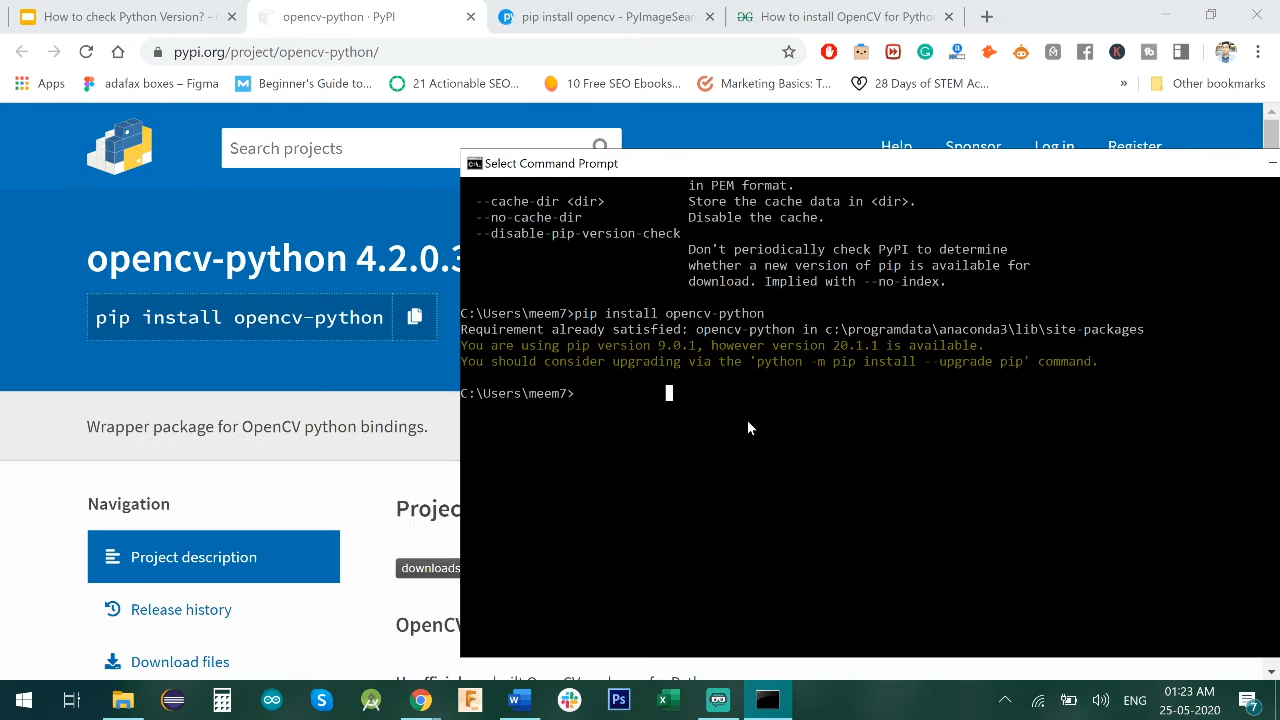 How to check Python Version? -
opencv-python · PyPI
pip install opencv - PyImageSear
How to install OpenCV for Pytho
pypi.org/project/opencv-python/
Apps
adafax boxes – Figma
Beginner's Guide to...
21 Actionable SEO...
10 Free SEO Ebooks...
Marketing Basics: T...
28 Days of STEM Ac...
»
Other bookmarks
Search projects
Help
Sponsor
Log in
Register
Select Command Prompt
in PEM format.
--cache-dir <dir> Store the cache data in <dir>.
--no-cache-dir Disable the cache.
--disable-pip-version-check
Don't periodically check PyPI to determine
whether a new version of pip is available for
download. Implied with --no-index.
C:\Users\meem7>pip install opencv-python
Requirement already satisfied: opencv-python in c:\programdata\anaconda3\lib\site-packages
You are using pip version 9.0.1, however version 20.1.1 is available.
You should consider upgrading via the 'python -m pip install --upgrade pip' command.
C:\Users\meem7>
opencv-python 4.2.0.3
pip install opencv-python
Wrapper package for OpenCV python bindings.
Navigation
Project description
Release history
Download files
Projec
downloads
OpenCV
ENG
01:23 AM
25-05-2020
7